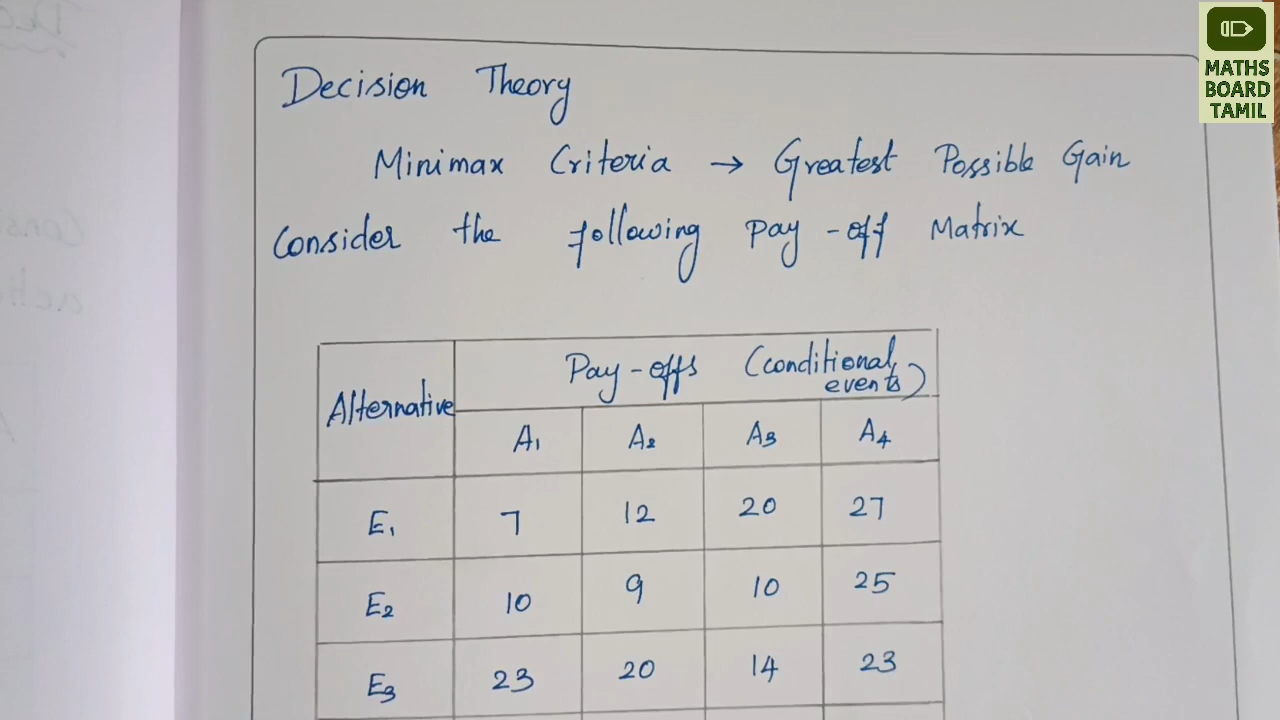 MATHS
BOARD
TAMIL
Decision Theory
Minimax Criteria → Greatest Possible Gain
Consider the following Pay-off Matrix
Alternative
Pay-offs (conditional events)
A1 A2 A3 A4
E1 7 12 20 27
E2 10 9 10 25
E3 23 20 14 23